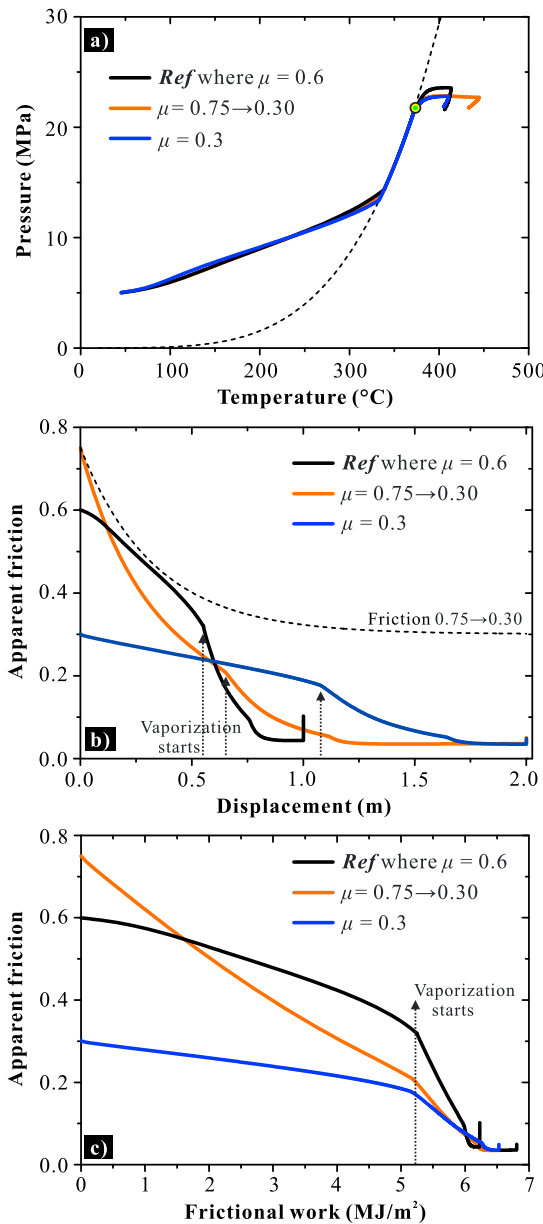 a)
30
20
10
0
Pressure (MPa)
Ref where μ = 0.6
μ= 0.75→0.30
μ = 0.3
0 100 200 300 400 500
Temperature (°C)
0.8
0.6
0.4
0.2
0.0
Apparent friction
Ref where μ = 0.6
μ = 0.75→0.30
μ = 0.3
Friction 0.75→0.30
Vaporization
starts
b)
0.0 0.5 1.0 1.5 2.0
Displacement (m)
0.8
0.6
0.4
0.2
0.0
Apparent friction
Ref where μ = 0.6
μ= 0.75→0.30
μ = 0.3
Vaporization
starts
c)
0 1 2 3 4 5 6 7
Frictional work (MJ/m²)